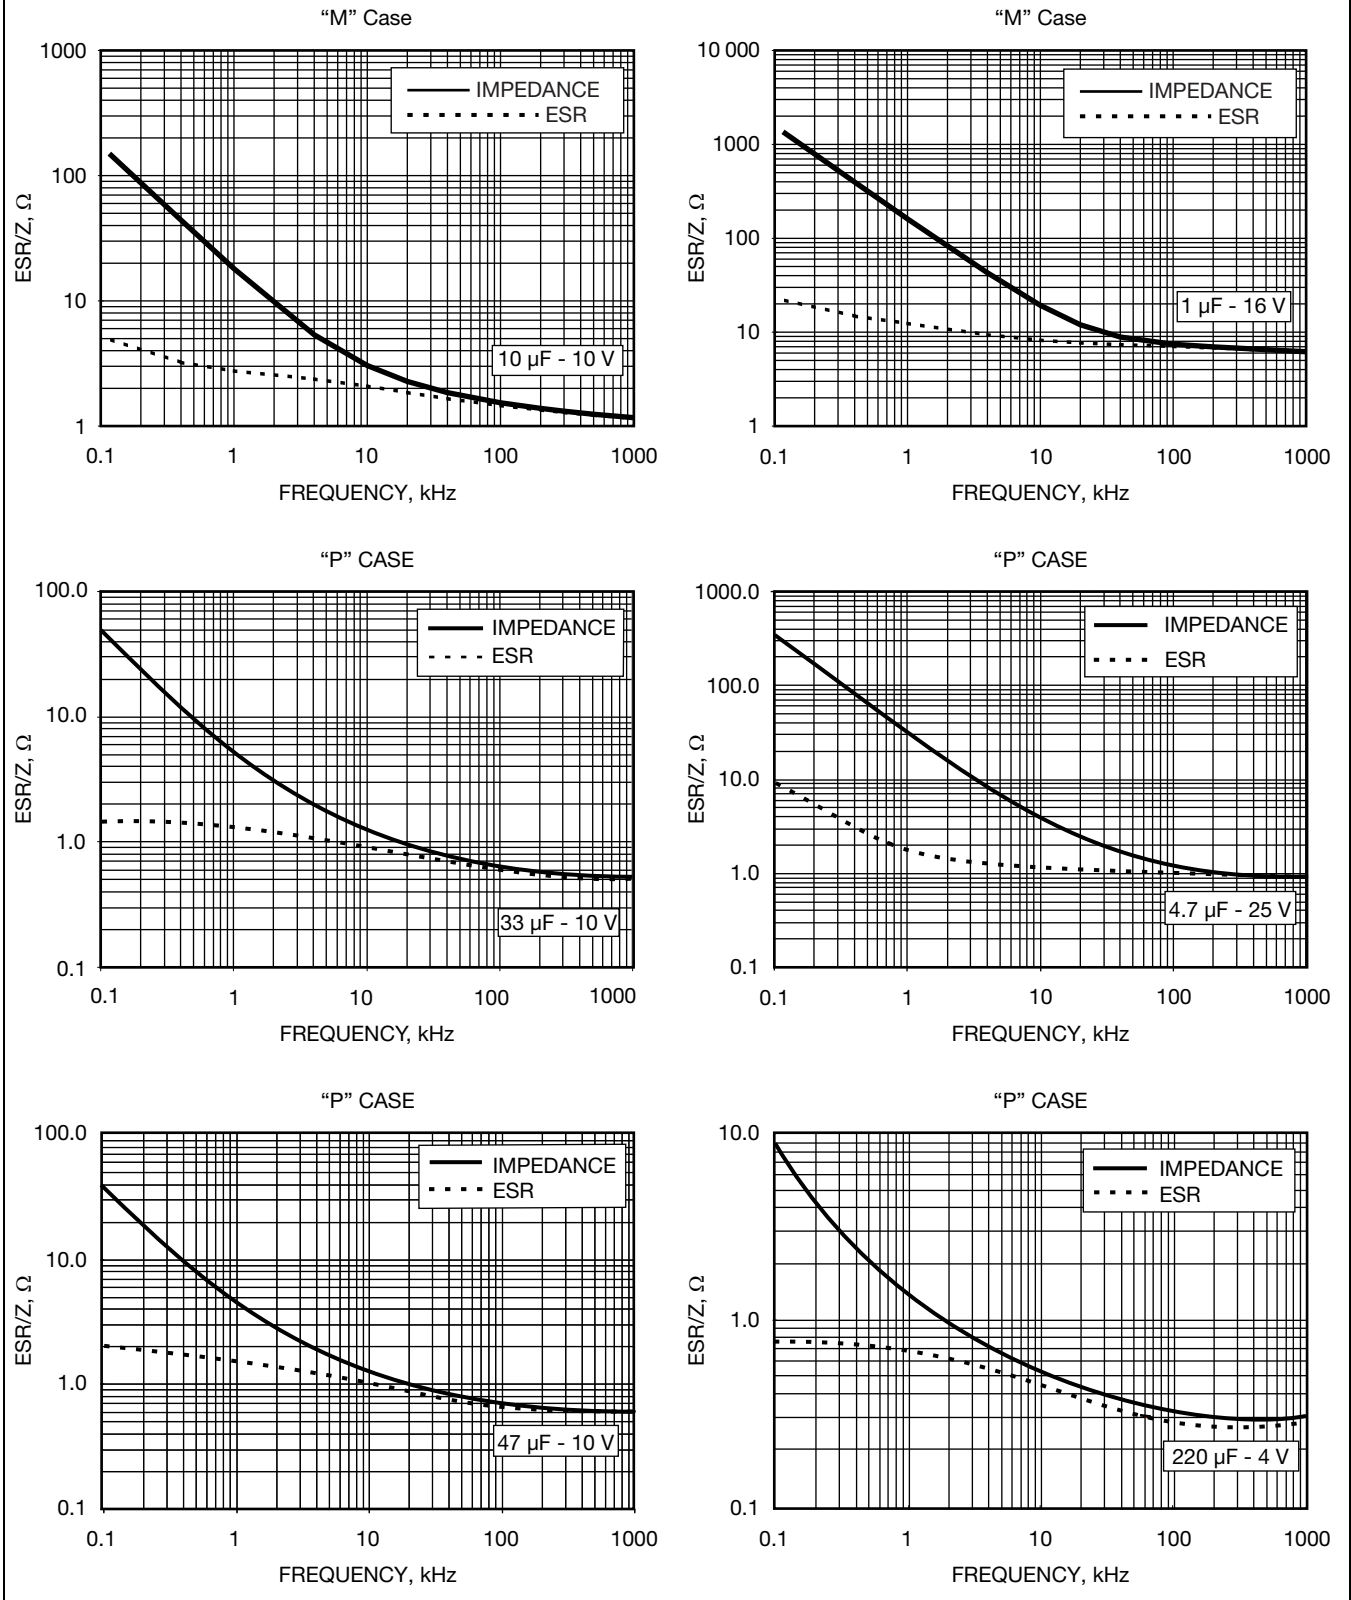 “M” Case
1000
100
10
1
ESR/Z, Ω
IMPEDANCE
ESR
10 µF - 10 V
0.1 1 10 100 1000
FREQUENCY, kHz
“M” Case
10 000
1000
100
10
1
ESR/Z, Ω
IMPEDANCE
ESR
1 µF - 16 V
0.1 1 10 100 1000
FREQUENCY, kHz
“P” CASE
100.0
10.0
1.0
0.1
ESR/Z, Ω
IMPEDANCE
ESR
33 µF - 10 V
0.1 1 10 100 1000
FREQUENCY, kHz
“P” CASE
1000.0
100.0
10.0
1.0
0.1
ESR/Z, Ω
IMPEDANCE
ESR
4.7 µF - 25 V
0.1 1 10 100 1000
FREQUENCY, kHz
“P” CASE
100.0
10.0
1.0
0.1
ESR/Z, Ω
IMPEDANCE
ESR
47 µF - 10 V
0.1 1 10 100 1000
FREQUENCY, kHz
“P” CASE
10.0
1.0
0.1
ESR/Z, Ω
IMPEDANCE
ESR
220 µF - 4 V
0.1 1 10 100 1000
FREQUENCY, kHz